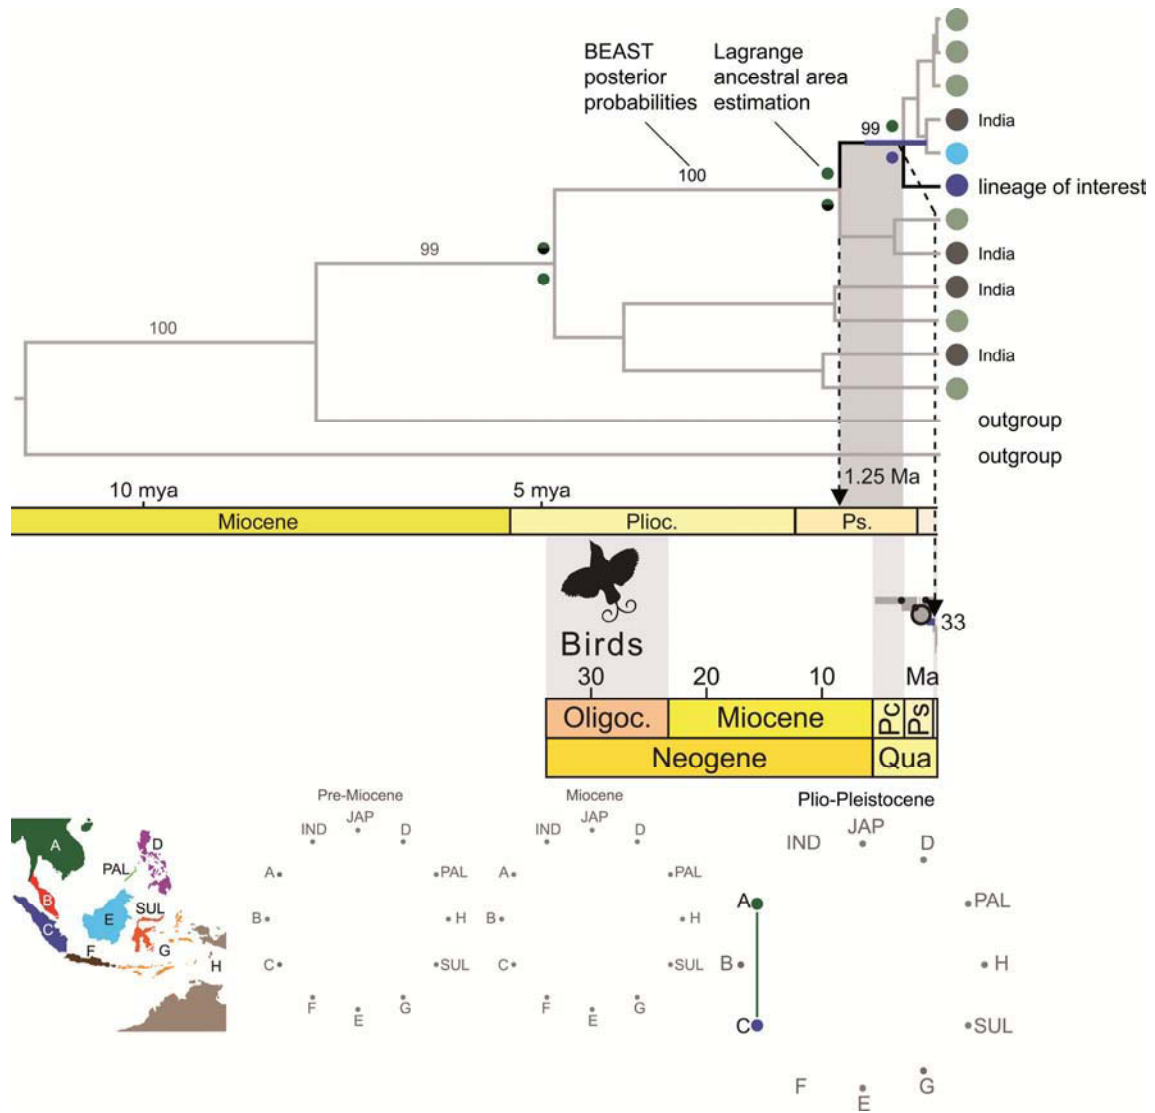 BEAST
posterior
probabilities
Lagrange
ancestral area
estimation
India
99
lineage of interest
100
India
99
India
100
India
outgroup
outgroup
1.25 Ma
10 mya
5 mya
Miocene
Plioc.
Ps.
33
Birds
30
20
10
Ma
Oligoc.
Miocene
Pc
Ps
Neogene
Qua
Pre-Miocene
Miocene
Plio-Pleistocene
A
B
C
D
PAL
E
SUL
F
G
H
JAP
IND
D
A
PAL
B
H
C
SUL
F
G
E
JAP
IND
D
A
PAL
B
H
C
SUL
F
G
E
JAP
IND
D
A
PAL
B
H
C
SUL
F
G
E